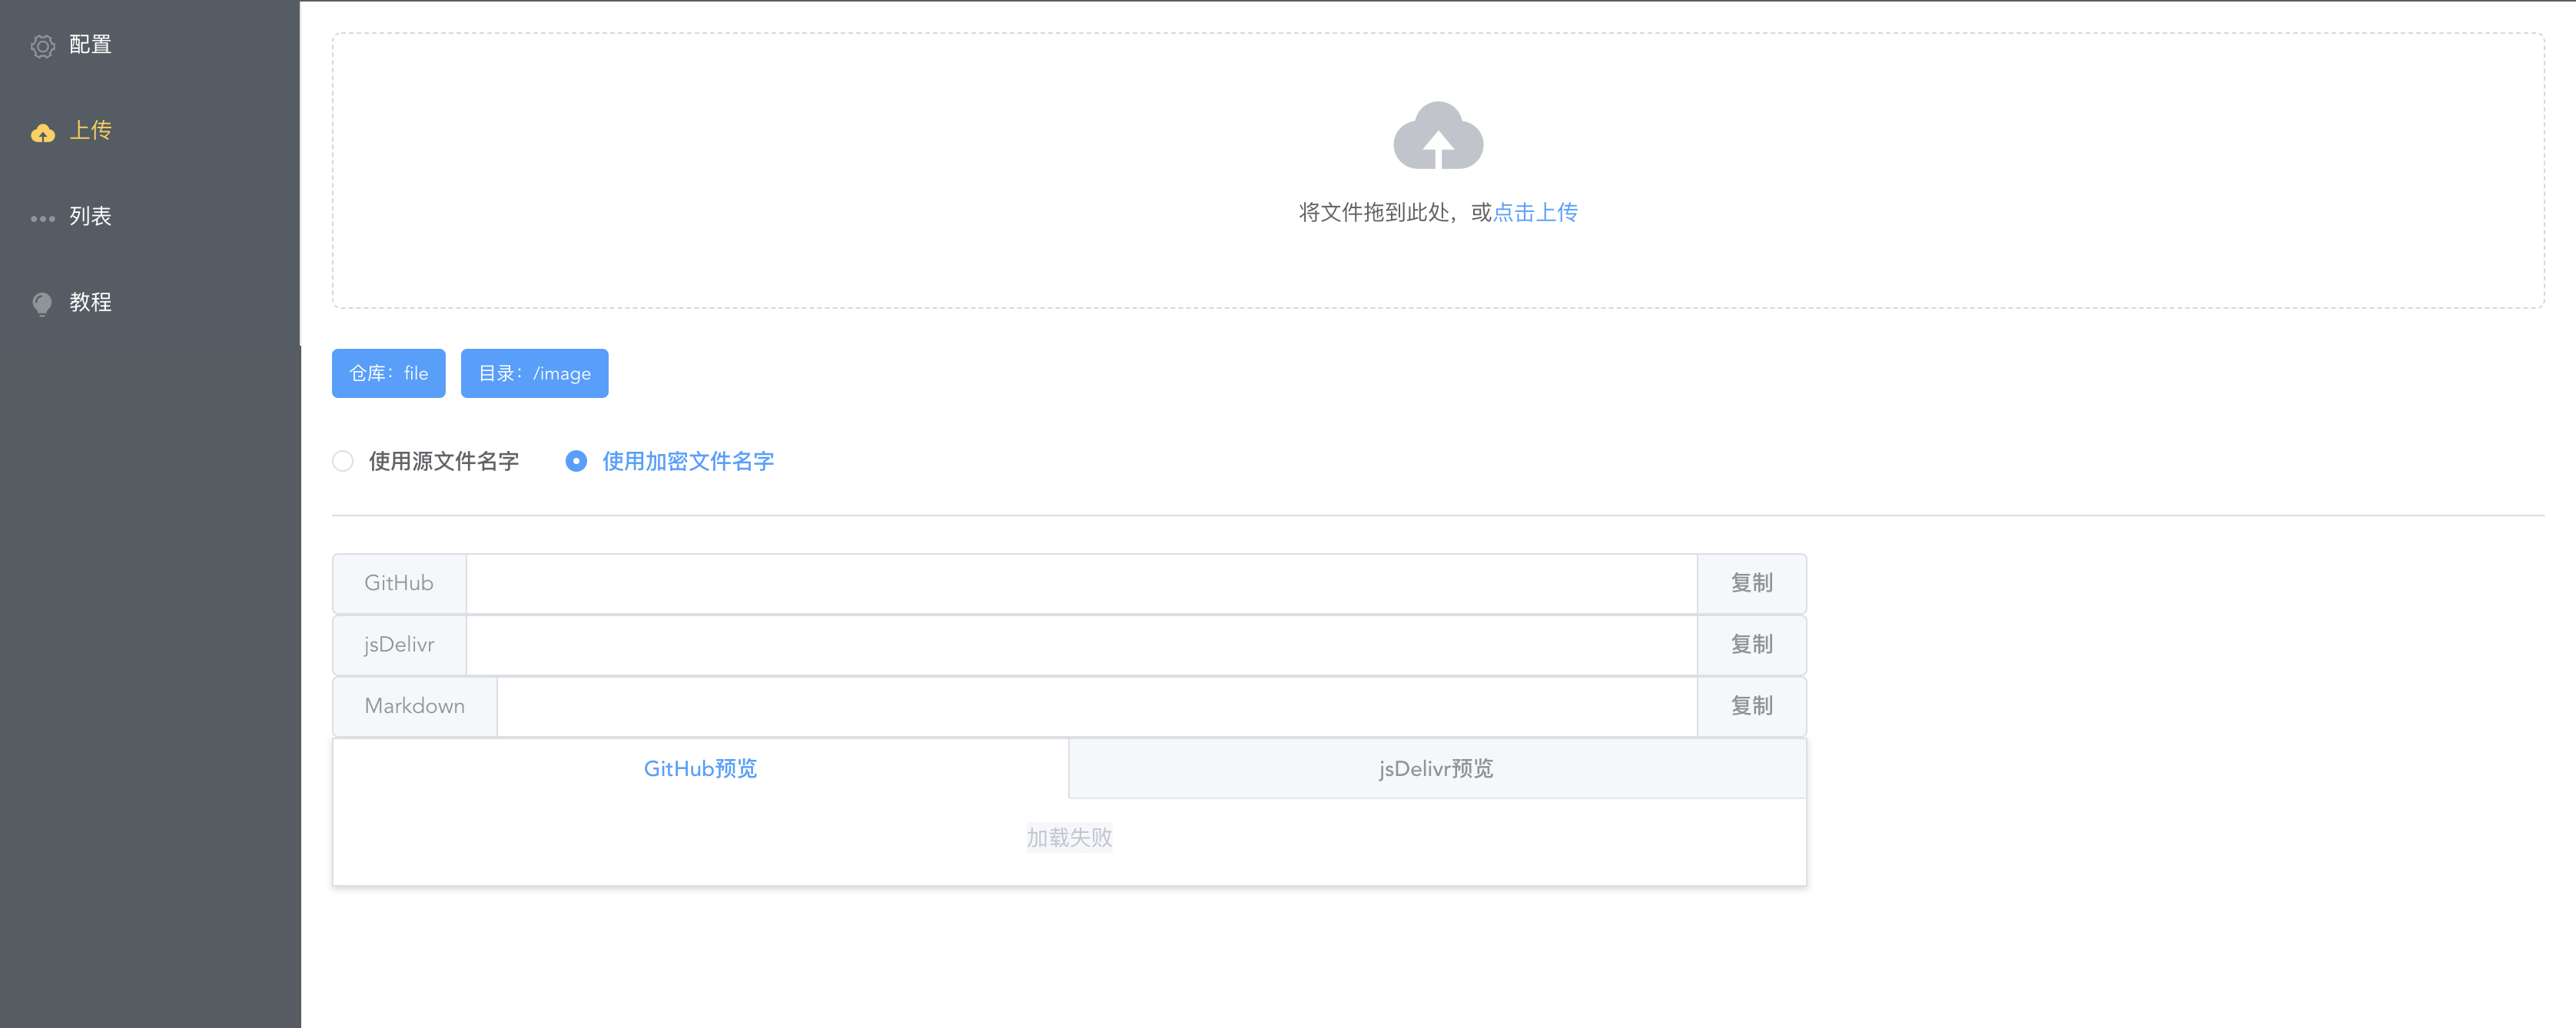 配置
上传
列表
教程
将文件拖到此处，或点击上传
仓库：file
目录：/image
使用源文件名字
使用加密文件名字
GitHub
复制
jsDelivr
复制
Markdown
复制
GitHub预览
jsDelivr预览
加载失败